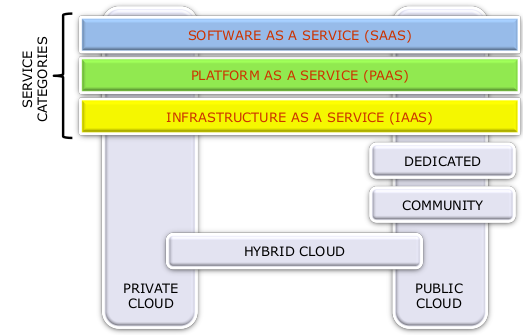 SERVICE
CATEGORIES
SOFTWARE AS A SERVICE (SAAS)
PLATFORM AS A SERVICE (PAAS)
INFRASTRUCTURE AS A SERVICE (IAAS)
DEDICATED
COMMUNITY
HYBRID CLOUD
PRIVATE
CLOUD
PUBLIC
CLOUD